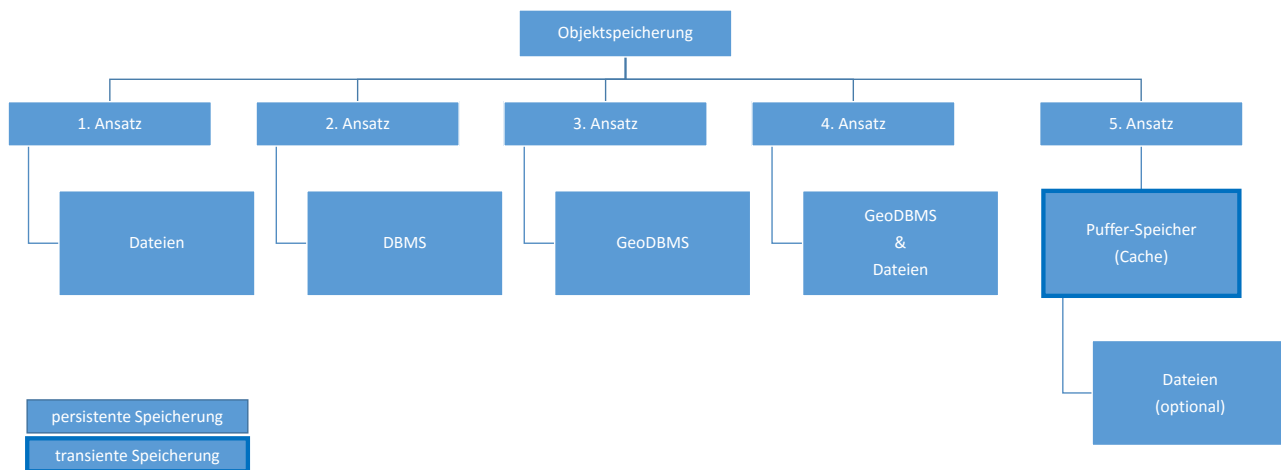 Objektspeicherung
1. Ansatz
2. Ansatz
3. Ansatz
4. Ansatz
5. Ansatz
Dateien
DBMS
GeoDBMS
GeoDBMS
&
Dateien
Puffer-Speicher
(Cache)
Dateien
(optional)
persistente Speicherung
transiente Speicherung